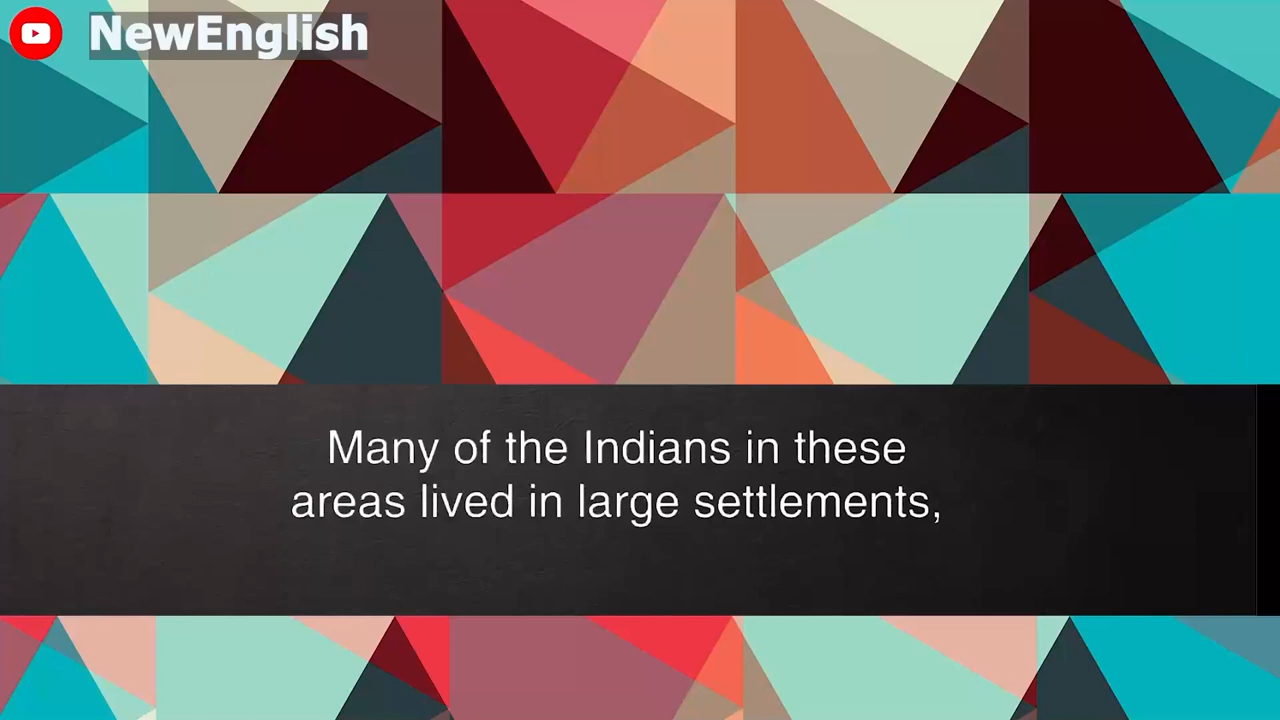 NewEnglish
Many of the Indians in these
areas lived in large settlements,